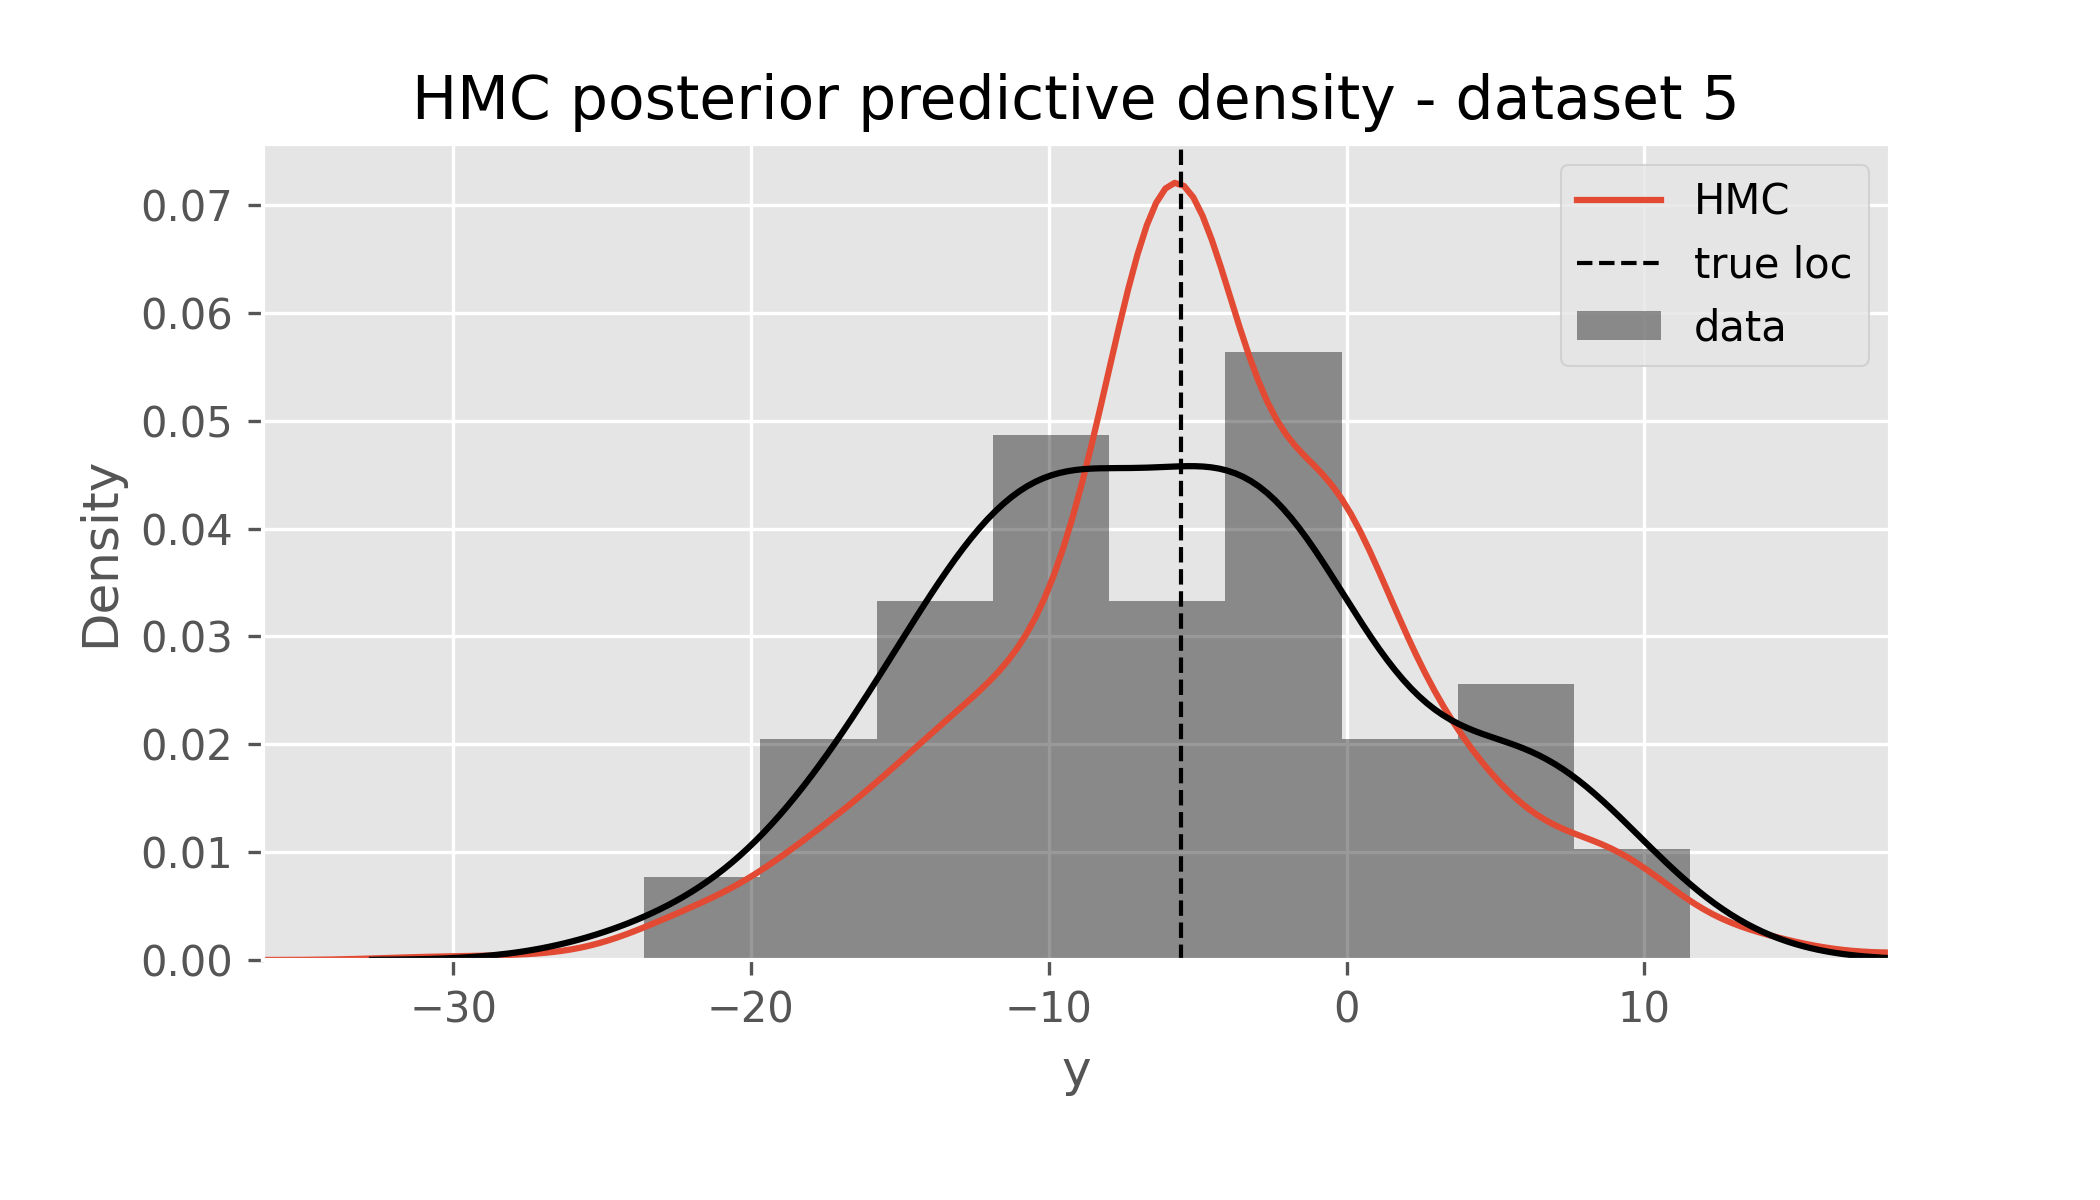 HMC posterior predictive density - dataset 5
HMC
true loc
data
Density
0.07
0.06
0.05
0.04
0.03
0.02
0.01
0.00
−30
−20
−10
0
10
y